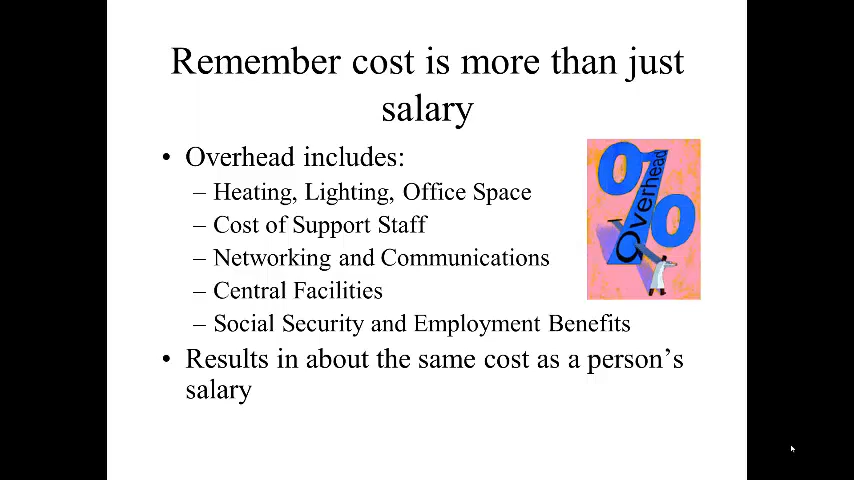 Remember cost is more than just
salary
• Overhead includes:
– Heating, Lighting, Office Space
– Cost of Support Staff
– Networking and Communications
– Central Facilities
– Social Security and Employment Benefits
• Results in about the same cost as a person’s
salary
Overhead